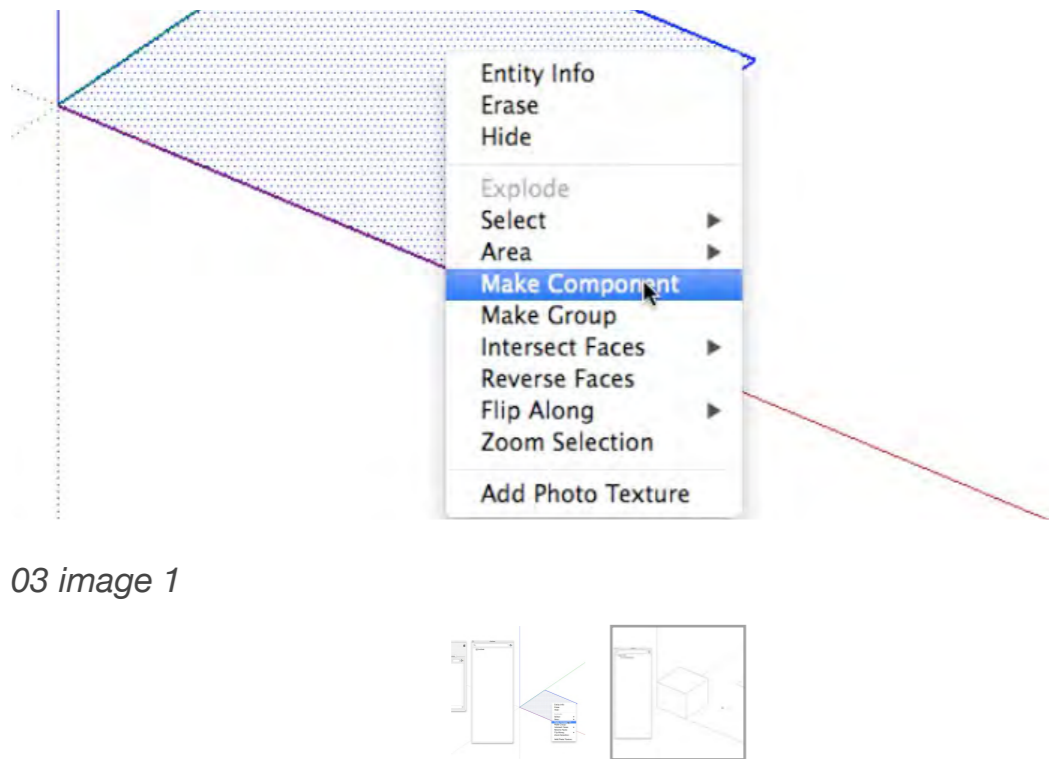 Entity Info
Erase
Hide
Explode
Select
Area
Make Component
Make Group
Intersect Faces
Reverse Faces
Flip Along
Zoom Selection
Add Photo Texture
03 image 1